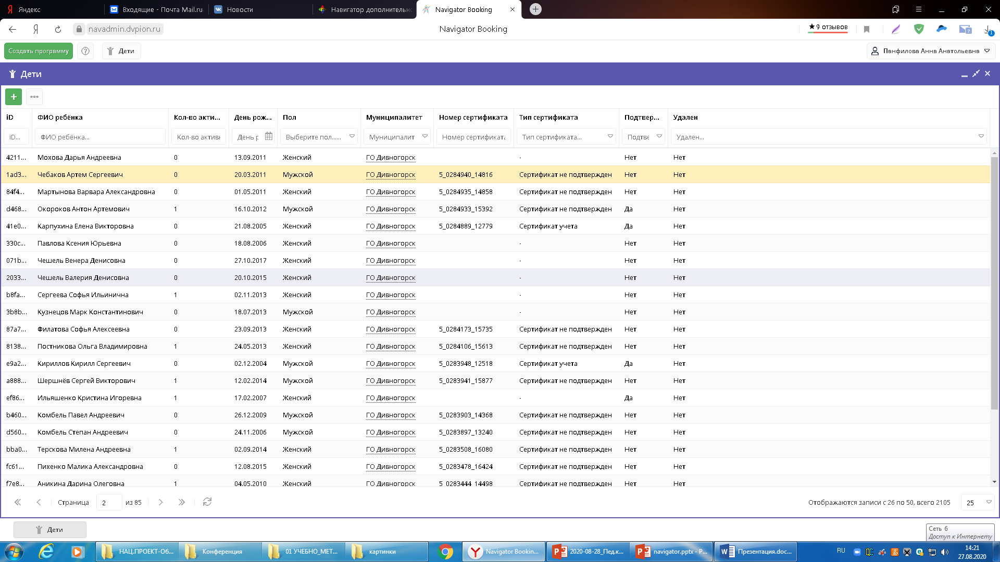 Яндекс Входящие - Почта Mail.ru Новости Навигатор дополнительно Navigator Booking
navadmin.dvpion.ru Navigator Booking ★ 9 отзывов
Создать программу Дети Панфилова Анна Анатольевна
Дети
iD ФИО ребёнка Кол-во акти... День рож... Пол Муниципалитет Номер сертификата Тип сертификата Подтвер... Удален
iD... ФИО ребёнка... Кол-во активн День р Выберите пол...... Муниципалит Номер сертификата Тип сертификата... Подтве Удален...
4211... Мохова Дарья Андреевна 0 13.09.2011 Женский ГО Дивногорск - Нет Нет
1ad3... Чебаков Артем Сергеевич 0 20.03.2011 Мужской ГО Дивногорск 5_0284940_14816 Сертификат не подтвержден Нет Нет
84f4... Мартынова Варвара Александровна 0 01.05.2011 Женский ГО Дивногорск 5_0284935_14858 Сертификат не подтвержден Нет Нет
d468... Окороков Антон Артемович 1 16.10.2012 Мужской ГО Дивногорск 5_0284933_15392 Сертификат не подтвержден Да Нет
41e0... Карпухина Елена Викторовна 0 21.08.2005 Женский ГО Дивногорск 5_0284889_12779 Сертификат учета Да Нет
330c... Павлова Ксения Юрьевна 0 18.08.2006 Женский ГО Дивногорск - Нет Нет
071b... Чешель Венера Денисовна 0 27.10.2017 Женский ГО Дивногорск - Нет Нет
2033... Чешель Валерия Денисовна 0 20.10.2015 Женский ГО Дивногорск - Нет Нет
b8fa... Сергеева Софья Ильинична 1 02.11.2013 Женский ГО Дивногорск - Нет Нет
3b8b... Кузнецов Марк Константинович 0 18.07.2013 Мужской ГО Дивногорск - Нет Нет
87a7... Филатова Софья Алексеевна 0 23.09.2013 Женский ГО Дивногорск 5_0284173_15735 Сертификат не подтвержден Нет Нет
8138... Постникова Ольга Владимировна 1 24.05.2013 Женский ГО Дивногорск 5_0284106_15613 Сертификат не подтвержден Нет Нет
e9a2... Кириллов Кирилл Сергеевич 0 02.12.2004 Мужской ГО Дивногорск 5_0283948_12518 Сертификат учета Да Нет
a888... Шершнёв Сергей Викторович 1 12.02.2014 Мужской ГО Дивногорск 5_0283941_15877 Сертификат не подтвержден Нет Нет
ef86... Ильяшенко Кристина Игоревна 1 17.02.2007 Женский ГО Дивногорск - Да Нет
b460... Комбель Павел Андреевич 0 26.12.2009 Мужской ГО Дивногорск 5_0283903_14368 Сертификат не подтвержден Нет Нет
d560... Комбель Степан Андреевич 0 24.11.2006 Мужской ГО Дивногорск 5_0283897_13240 Сертификат не подтвержден Нет Нет
bba0... Терскова Милена Андреевна 1 02.09.2014 Женский ГО Дивногорск 5_0283508_16080 Сертификат не подтвержден Нет Нет
fc61... Пихенко Малика Александровна 0 12.08.2015 Женский ГО Дивногорск 5_0283478_16424 Сертификат не подтвержден Нет Нет
f7e8... Аникина Дарина Олеговна 1 04.05.2010 Женский ГО Дивногорск 5_0283444_14498 Сертификат не подтвержден Нет Нет
Страница 2 из 85 Отображаются записи с 26 по 50, всего 2105 25
Дети
Сеть 6
Доступ к Интернету
НАЦ.ПРОЕКТ-Об... Конференция 01 УЧЕБНО_МЕТ... картинки Navigator Bookin... 2020-08-28_Пед.к... navigator.pptx - P... Презентация.doc... RU 14:21
27.08.2020